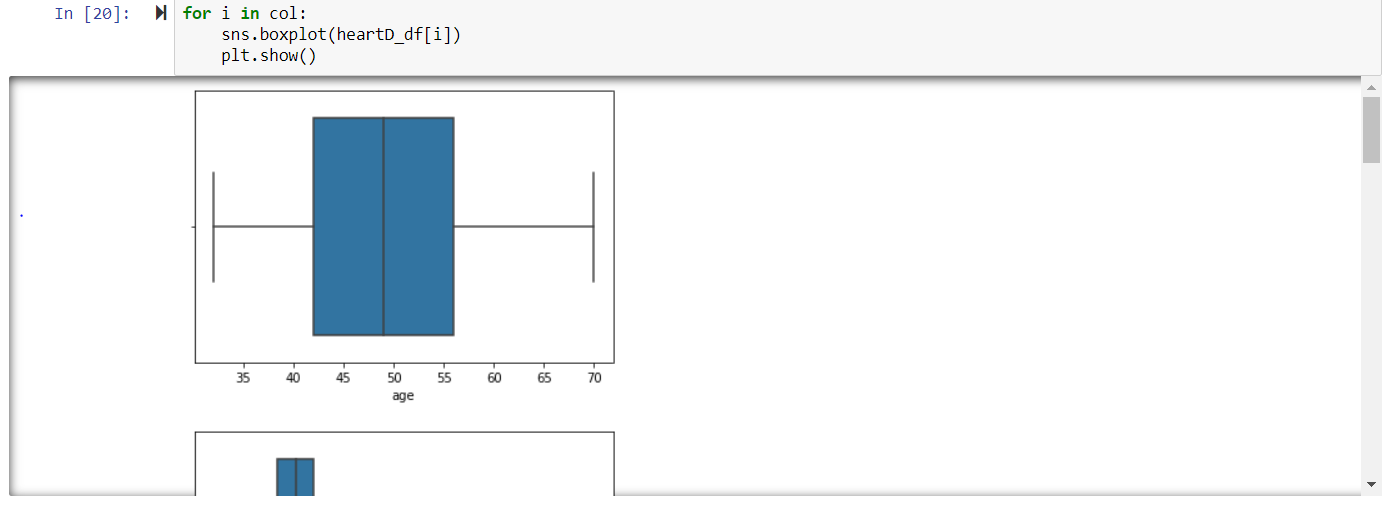 In [20]: for i in col:
sns.boxplot(heartD_df[i])
plt.show()
35 40 45 50 55 60 65 70
age